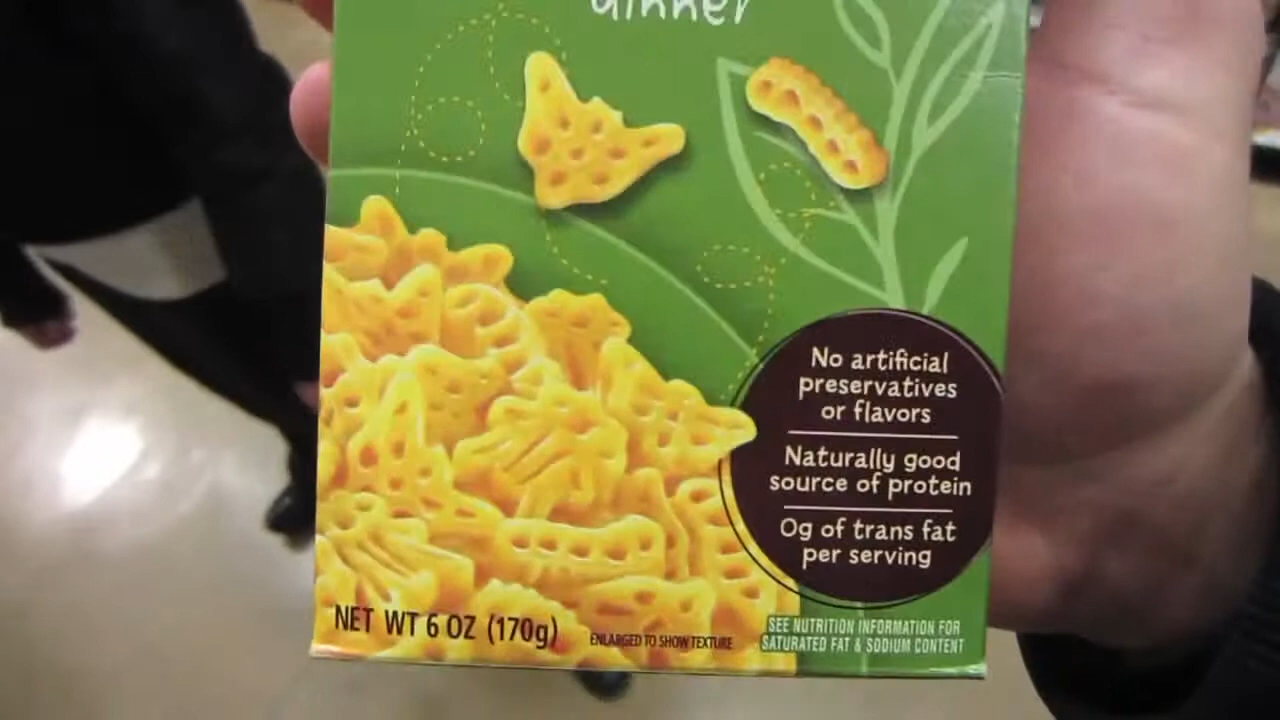 dinner
No artificial
preservatives
or flavors
Naturally good
source of protein
0g of trans fat
per serving
NET WT 6 OZ (170g)
ENLARGED TO SHOW TEXTURE
SEE NUTRITION INFORMATION FOR
SATURATED FAT & SODIUM CONTENT